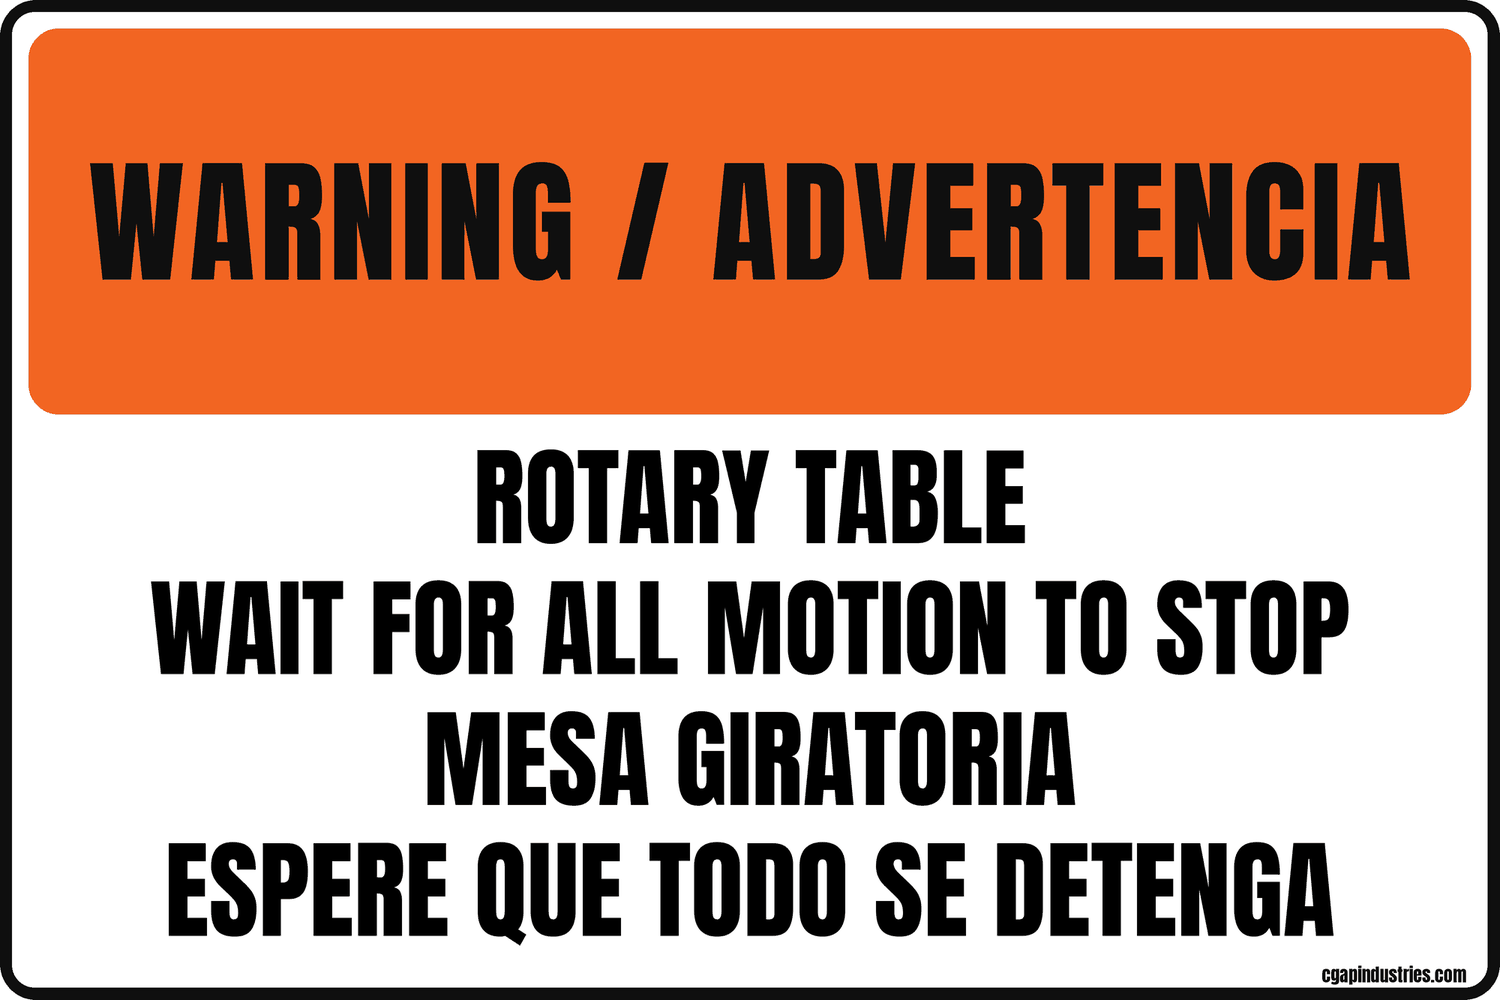 WARNING / ADVERTENCIA
ROTARY TABLE
WAIT FOR ALL MOTION TO STOP
MESA GIRATORIA
ESPERE QUE TODO SE DETENGA
cgapindustries.com